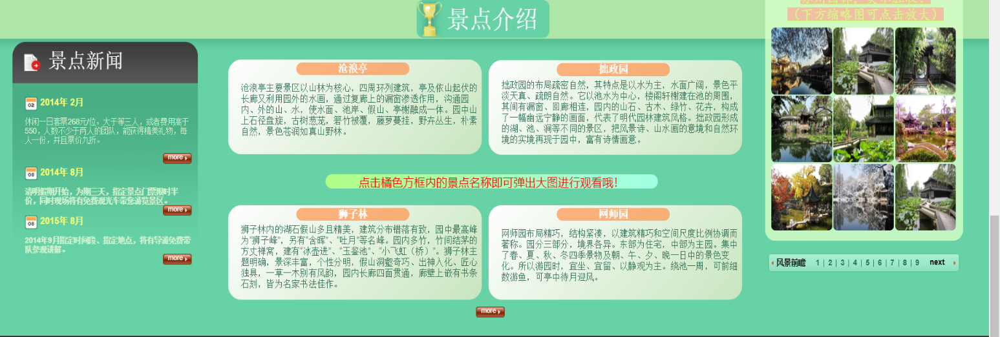 景点介绍
景点新闻
2014年 2月
休闲一日套票268元/位。大于等三人，或者费用高于
550，人数不少于两人的团队，能获得精美礼物，每
人一份，并且票价九折。
more
2014年 8月
清明假期开始，为期三天，指定景点门票限时半
价，同时现场将有免费观光车带您游览景区。
more
2015年 8月
2014年9月指定时间段、指定地点，将有导游免费带
队参观讲解。
more
沧浪亭
沧浪亭主要景区以山林为核心，四周环列建筑，亭及依山起伏的
长廊又利用园外的水画，通过复廊上的漏窗渗透作用，沟通园
内、外的山、水，使水面、池岸、假山、亭榭融成一体。园中山
上石径盘旋，古树葱茏，箬竹被覆，藤萝蔓挂，野卉丛生，朴素
自然，景色苍润如真山野林。
拙政园
拙政园的布局疏密自然，其特点是以水为主，水面广阔，景色平
淡天真、疏朗自然。它以池水为中心，楼阁轩榭建在池的周围，
其间有漏窗、回廊相连，园内的山石、古木、绿竹、花卉，构成
了一幅幽远宁静的画面，代表了明代园林建筑风格。拙政园形成
的湖、池、涧等不同的景区，把风景诗、山水画的意境和自然环
境的实境再现于园中，富有诗情画意。
点击橘色方框内的景点名称即可弹出大图进行观看哦！
狮子林
狮子林内的湖石假山多且精美，建筑分布错落有致，园中最高峰
为“狮子峰”，另有“含晖”、“吐月”等名峰。园内多竹，竹间结茅的
方丈禅窝，建有“冰壶进”、“玉鉴池”、“小飞虹（桥）”。狮子林主
题明确，景深丰富，个性分明，假山洞壑奇巧、出神入化、匠心
独具，一草一木别有风韵，园内长廊四面贯通，廊壁上嵌有书条
石刻，皆为名家书法佳作。
网师园
网师园布局精巧，结构紧凑，以建筑精巧和空间尺度比例协调而
著称。园分三部分，境界各异。东部为住宅，中部为主园。集中
了春、夏、秋、冬四季景物及朝、午、夕、晚一日中的景色变
化。所以游园时，宜坐、宜留、以静观为主。绕池一周，可前细
数游鱼，可亭中待月迎风。
more
（下方缩略图可点击放大）
风景前瞻 1 | 2 | 3 | 4 | 5 | 6 | 7 | 8 | 9 next